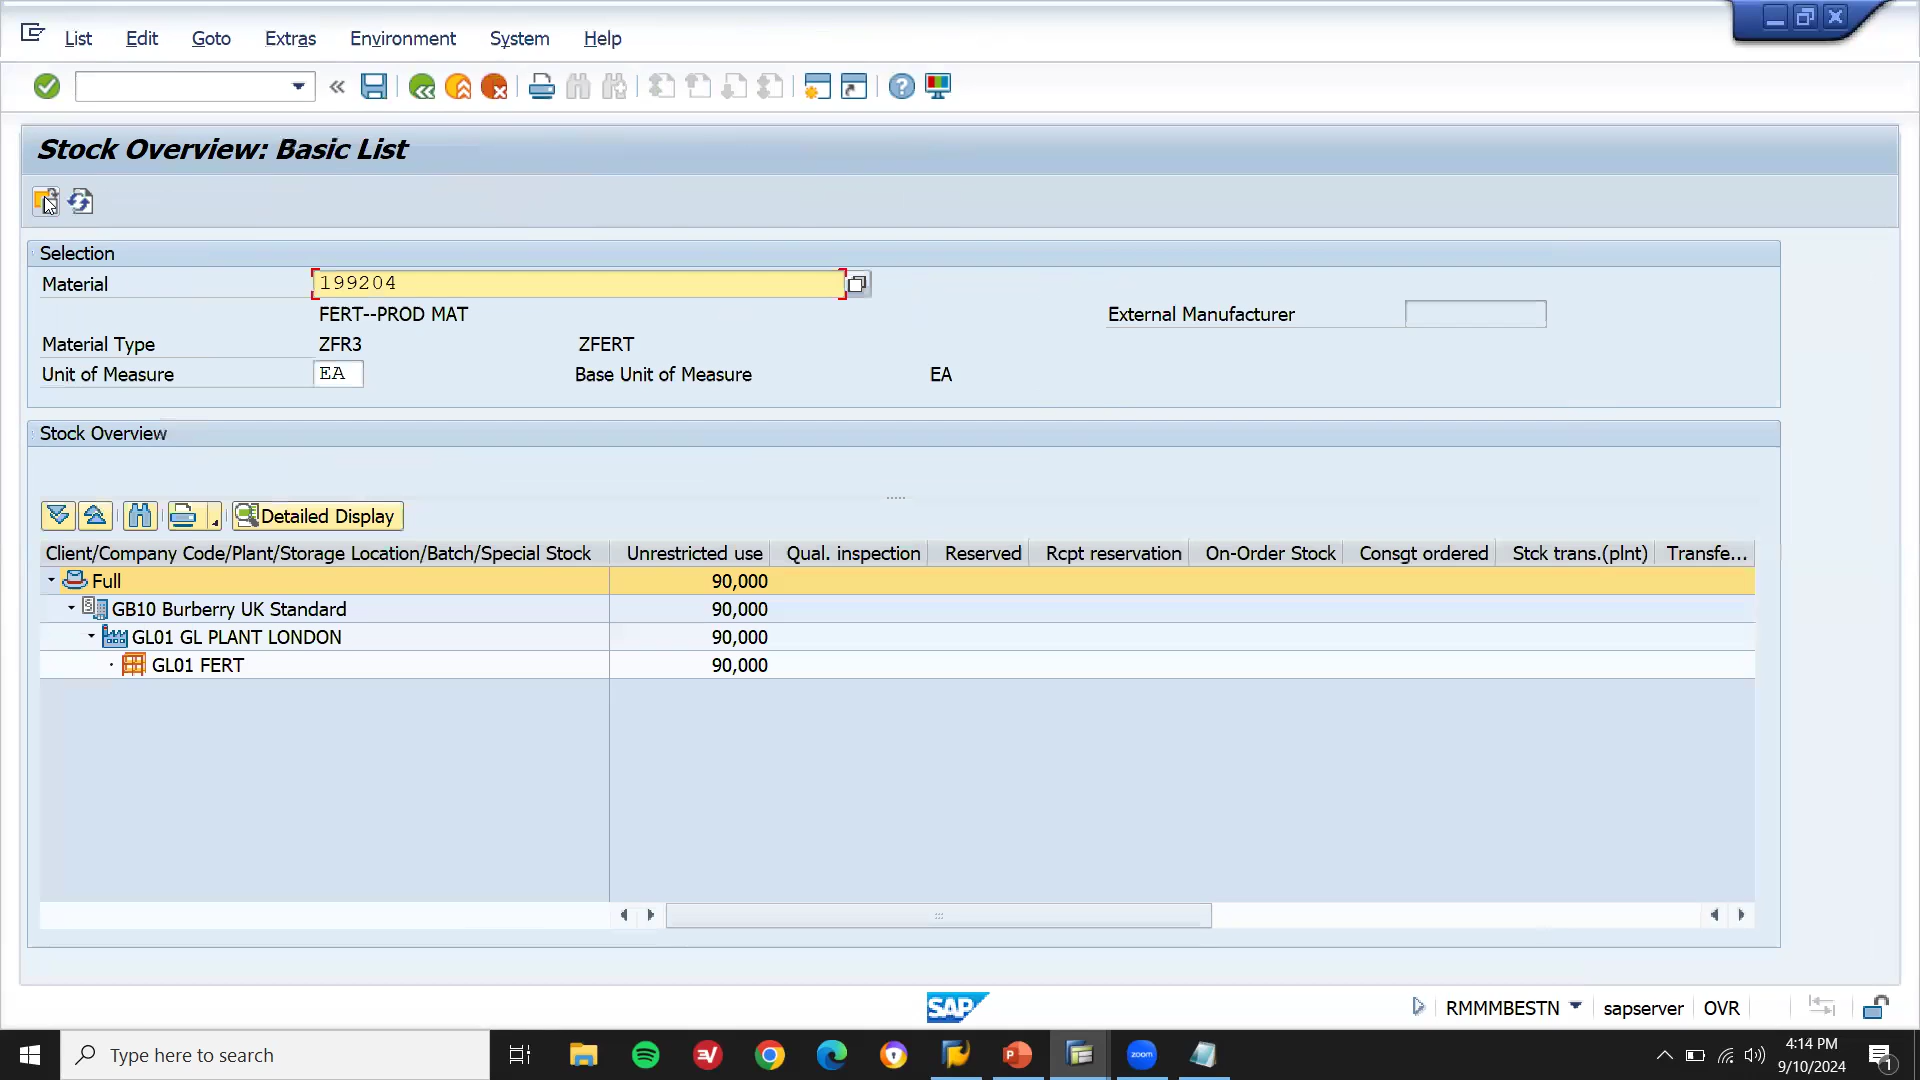 List Edit Goto Extras Environment System Help
Stock Overview: Basic List
Selection
Material 199204
FERT--PROD MAT External Manufacturer
Material Type ZFR3 ZFERT
Unit of Measure EA Base Unit of Measure EA
Stock Overview
Detailed Display
Client/Company Code/Plant/Storage Location/Batch/Special Stock Unrestricted use Qual. inspection Reserved Rcpt reservation On-Order Stock Consgt ordered Stck trans.(plnt) Transfe...
Full 90,000
GB10 Burberry UK Standard 90,000
GL01 GL PLANT LONDON 90,000
GL01 FERT 90,000
SAP RMMMBESTN sapserver OVR
Type here to search zoom 4:14 PM
9/10/2024 1